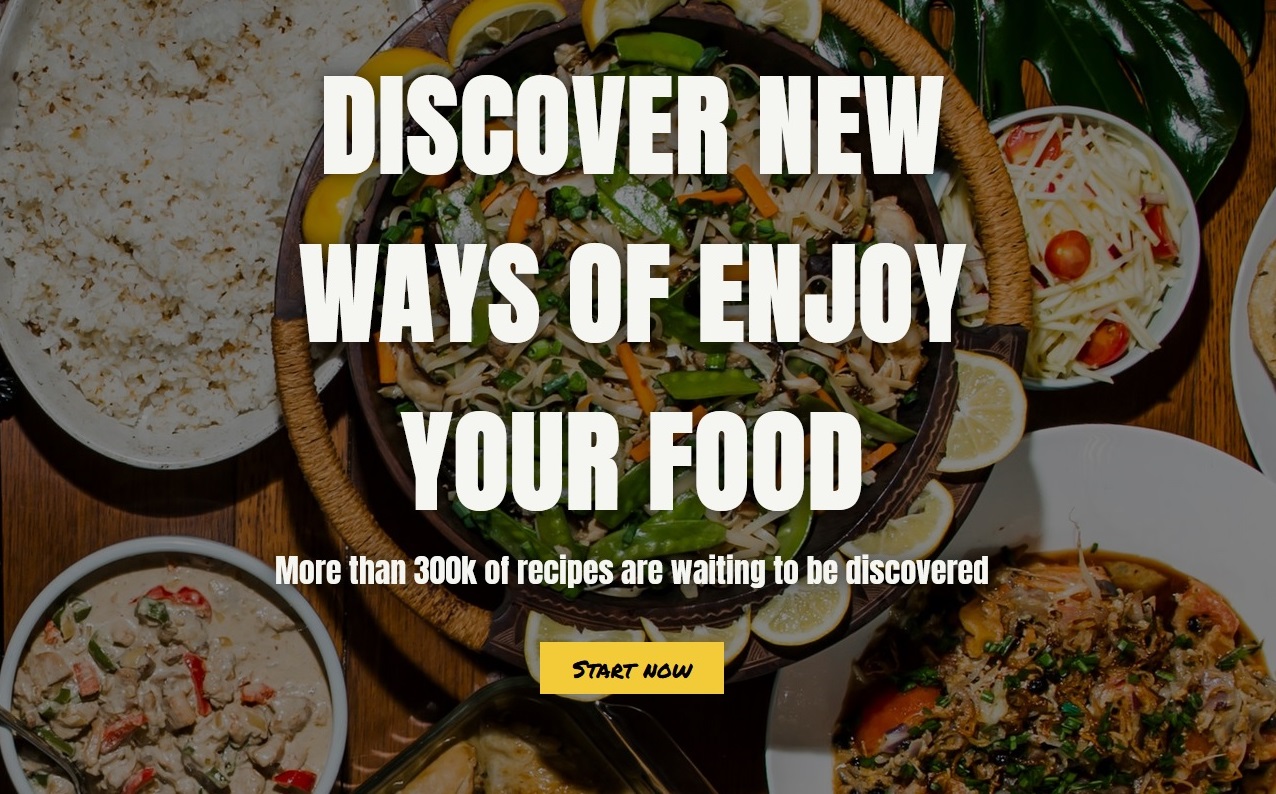 DISCOVER NEW
WAYS OF ENJOY
YOUR FOOD
More than 300k of recipes are waiting to be discovered
Start now